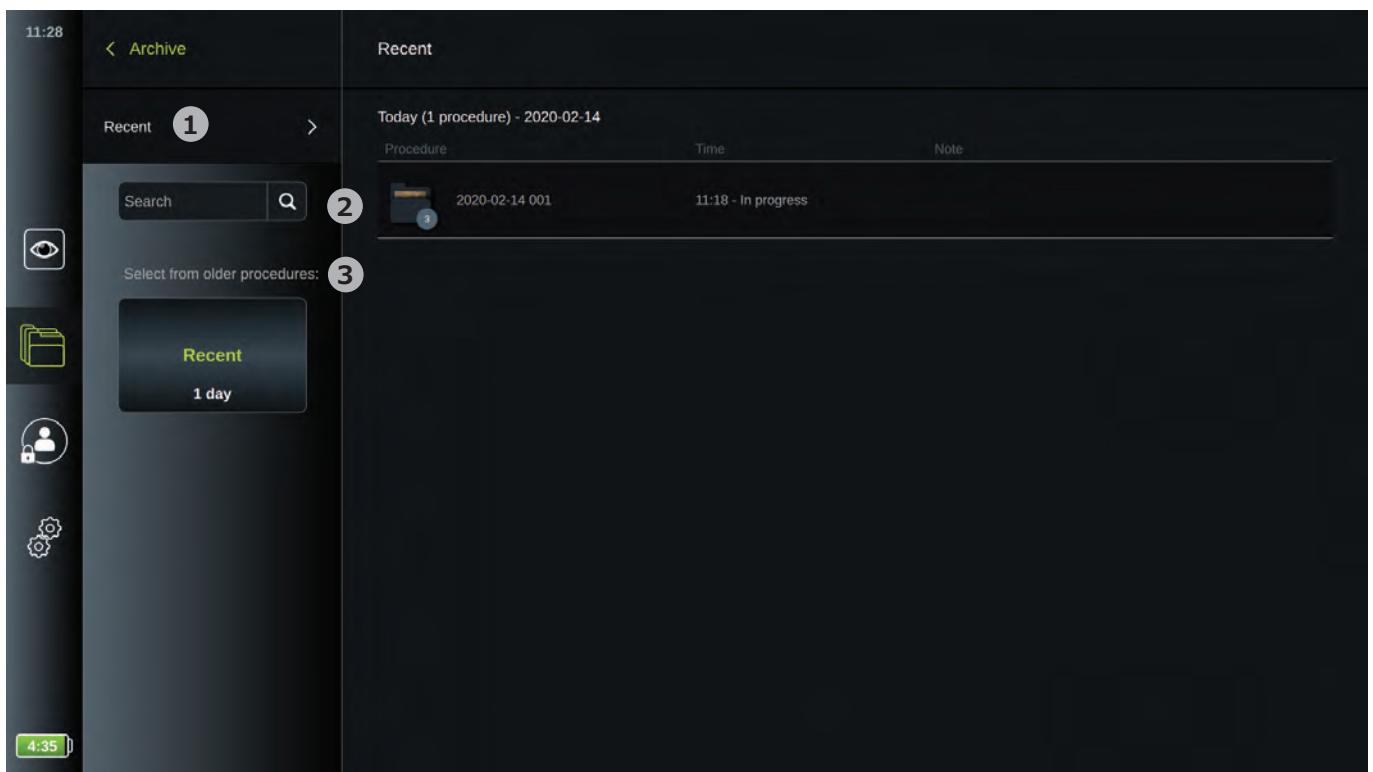 11:28
Archive
Recent
Recent 1
Today (1 procedure) - 2020-02-14
Procedure Time Note
Search 2
3 2020-02-14 001 11:18 - In progress
Select from older procedures: 3
Recent
1 day
4:35